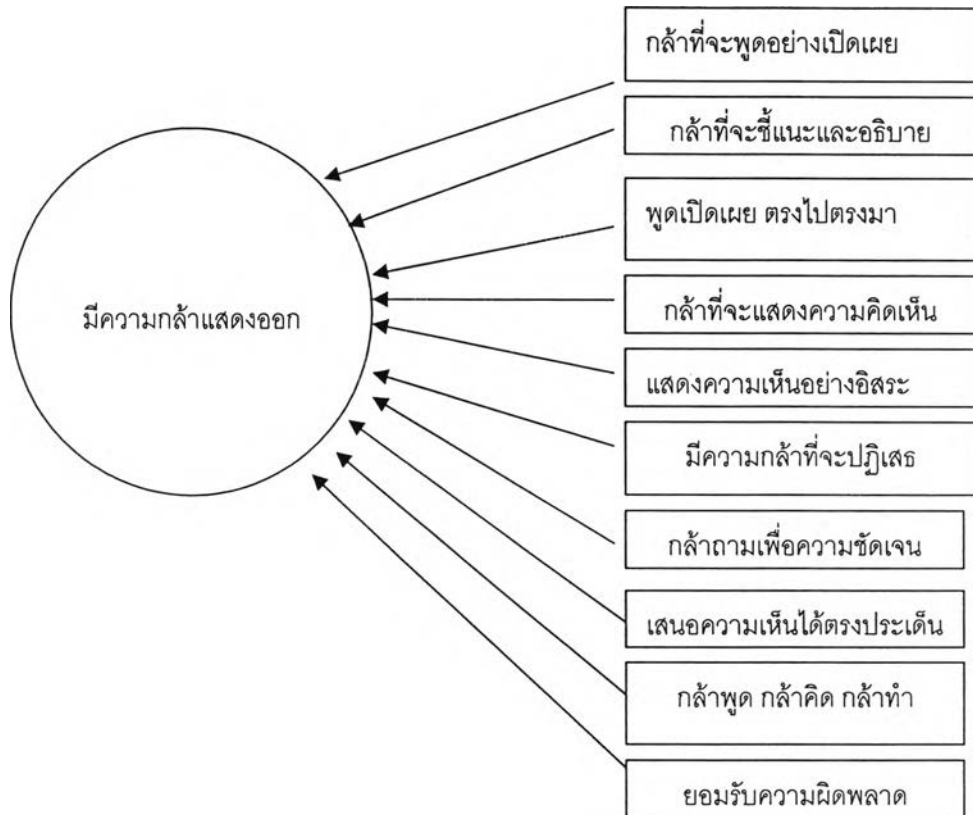 กล้าที่จะพูดอย่างเปิดเผย
กล้าที่จะชี้แนะและอธิบาย
พูดเปิดเผย ตรงไปตรงมา
กล้าที่จะแสดงความคิดเห็น
มีความกล้าแสดงออก
แสดงความเห็นอย่างอิสระ
มีความกล้าที่จะปฏิเสธ
กล้าถามเพื่อความชัดเจน
เสนอความเห็นได้ตรงประเด็น
กล้าพูด กล้าคิด กล้าทำ
ยอมรับความผิดพลาด